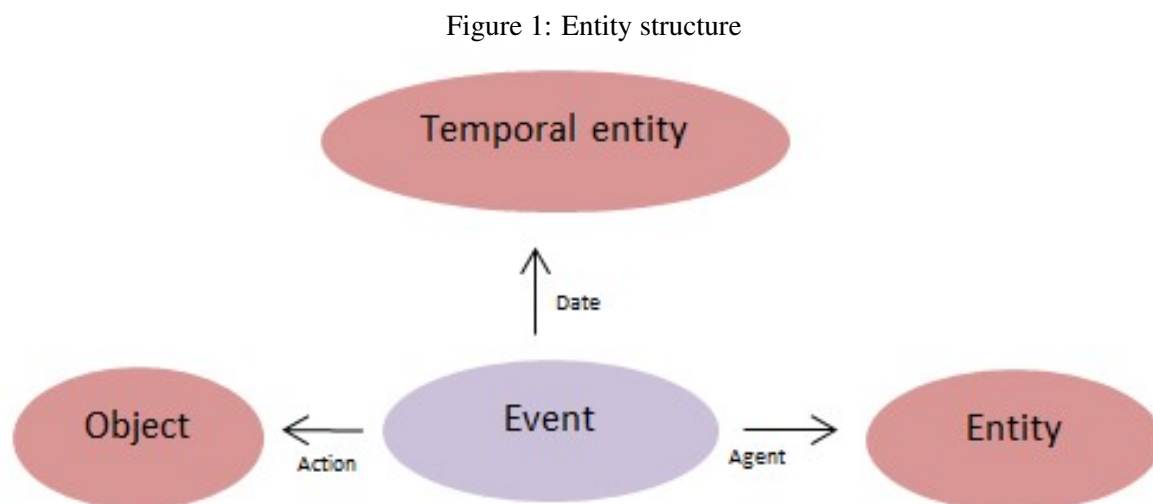 Figure 1: Entity structure
Temporal entity
Date
Object
Action
Event
Agent
Entity